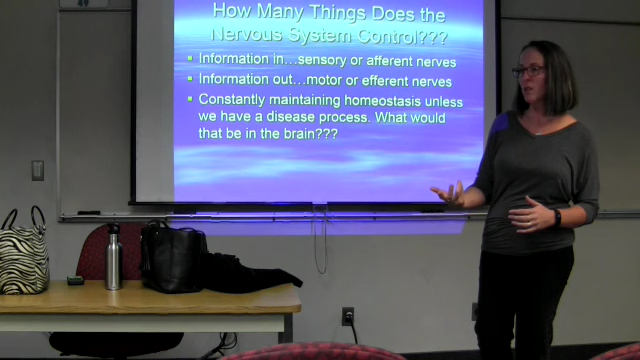 How Many Things Does the
Nervous System Control???
Information in…sensory or afferent nerves
Information out…motor or efferent nerves
Constantly maintaining homeostasis unless
we have a disease process. What would
that be in the brain???